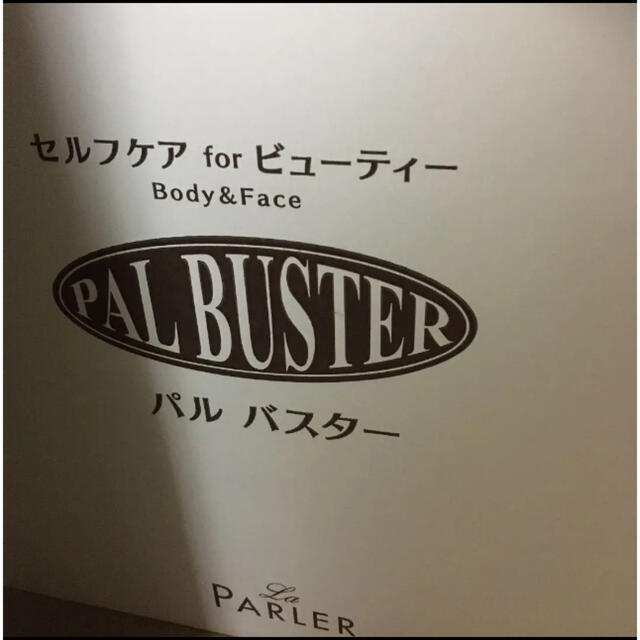 セルフケア for ビューティー
Body&Face
PAL BUSTER
パル バスター
La
PARLER